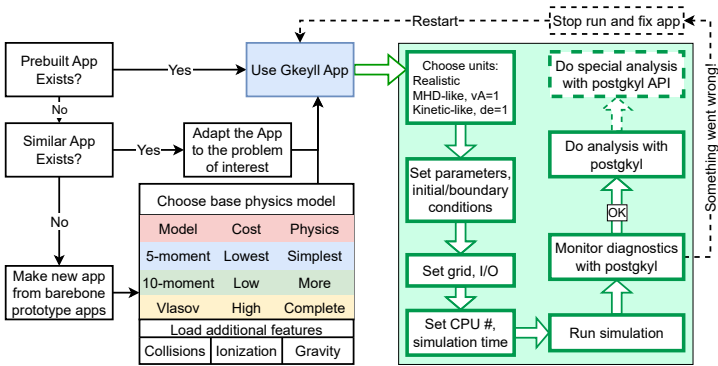 Restart
Stop run and fix app
Prebuilt App
Exists?
Yes
Use Gkeyll App
No
Similar App
Exists?
Yes
Adapt the App
to the problem
of interest
No
Make new app
from barebone
prototype apps
Choose base physics model
Model Cost Physics
5-moment Lowest Simplest
10-moment Low More
Vlasov High Complete
Load additional features
Collisions Ionization Gravity
Choose units:
Realistic
MHD-like, vA=1
Kinetic-like, de=1
Set parameters,
initial/boundary
conditions
Set grid, I/O
Set CPU #,
simulation time
Run simulation
Monitor diagnostics
with postgkyl
OK
Do analysis with
postgkyl
Do special analysis
with postgkyl API
Something went wrong!